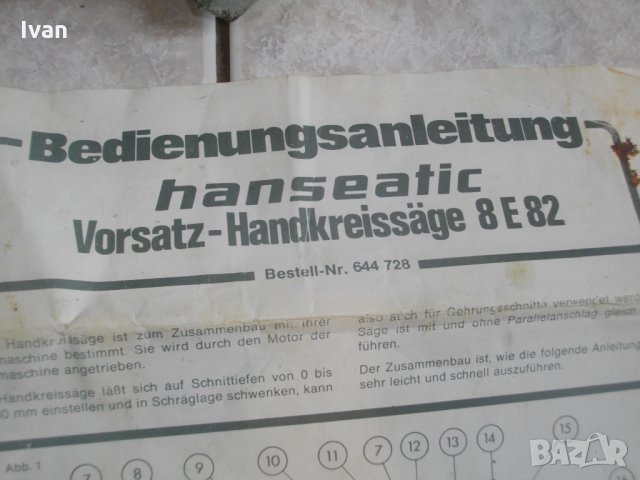 Ivan
Bedienungsanleitung
hanseatic
Vorsatz-Handkreissäge 8 E 82
Bestell-Nr. 644 728
Handkreissäge ist zum Zusammenbau mit Ihrer
maschine bestimmt. Sie wird durch den Motor der
maschine angetrieben.
Handkreissäge läßt sich auf Schnittiefen von 0 bis
0 mm einstellen und in Schräglage schwenken, kann
also auch für Gehrungsschnitte verwendet werd
Säge ist mit und ohne Parallelanschlag gleich
führen.
Der Zusammenbau ist, wie die folgende Anleitung
sehr leicht und schnell auszuführen.
Abb. 1
7 8 9 10 11 7 12 13 14 15
BAZAR